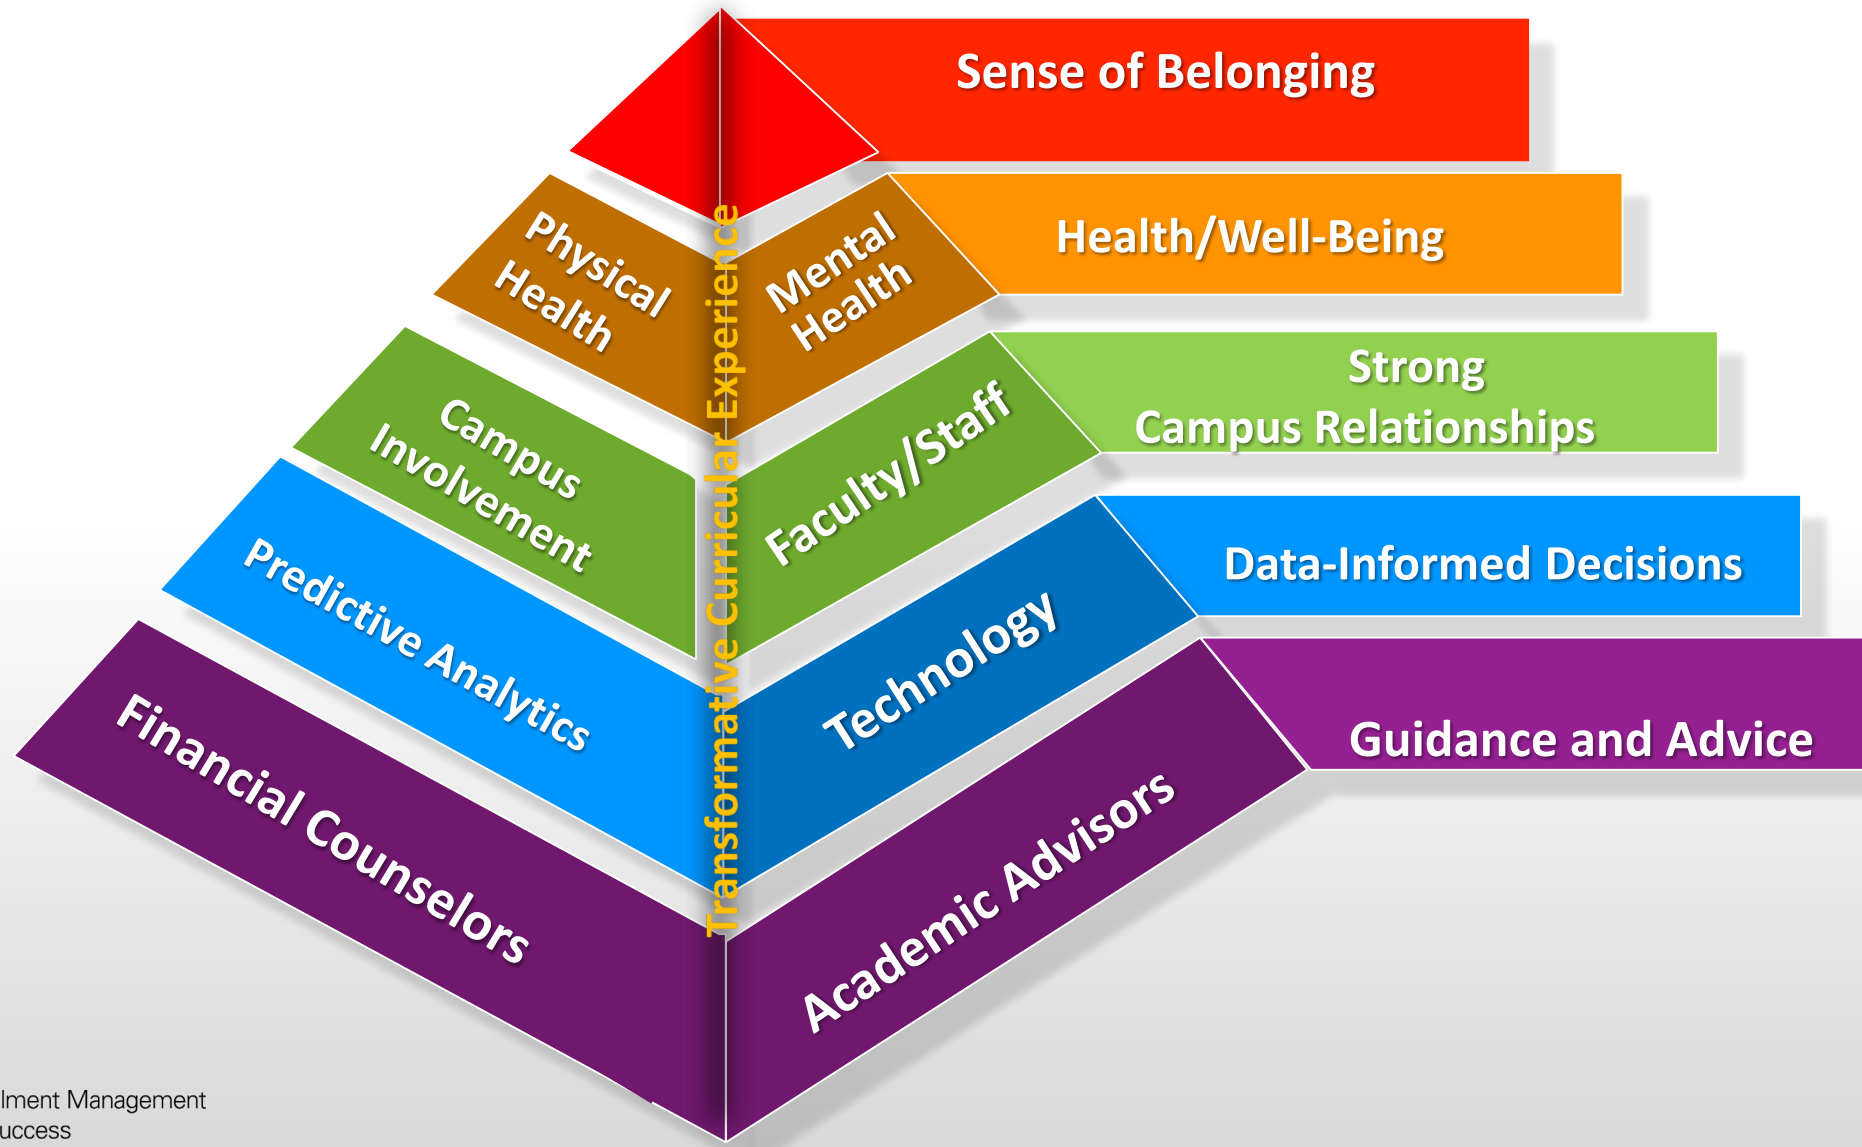 Sense of Belonging
Physical
Health
Mental
Health
Health/Well-Being
Campus
Involvement
Faculty/Staff
Strong
Campus Relationships
Predictive Analytics
Technology
Data-Informed Decisions
Financial Counselors
Academic Advisors
Guidance and Advice
Transformative Curricular Experience
lment Management
uccess